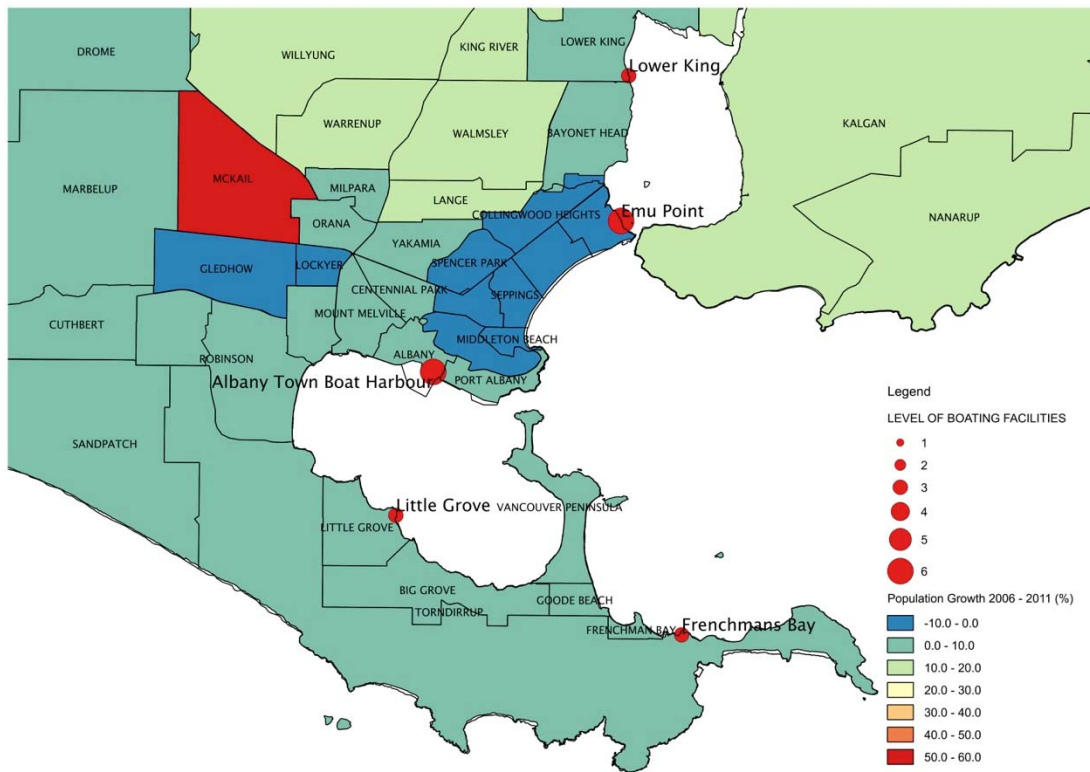 DROME
WILLYUNG
KING RIVER
LOWER KING
Lower King
WARRENUP
WALMSLEY
BAYONET HEAD
KALGAN
MCKAIL
MARBELUP
MILPARA
LANGE
ORANA
COLLINGWOOD HEIGHTS
Emu Point
NANARUP
YAKAMIA
GLEDHOW
LOCKYER
SPENCER PARK
CENTENNIAL PARK
SEPPINGS
MOUNT MELVILLE
CUTHBERT
MIDDLETON BEACH
ROBINSON
ALBANY
Albany Town Boat Harbour
PORT ALBANY
SANDPATCH
Little Grove
VANCOUVER PENINSULA
LITTLE GROVE
BIG GROVE
TORNDIRRUP
GOODE BEACH
FRENCHMAN BAY
Frenchmans Bay
Legend
LEVEL OF BOATING FACILITIES
1
2
3
4
5
6
Population Growth 2006 - 2011 (%)
-10.0 - 0.0
0.0 - 10.0
10.0 - 20.0
20.0 - 30.0
30.0 - 40.0
40.0 - 50.0
50.0 - 60.0